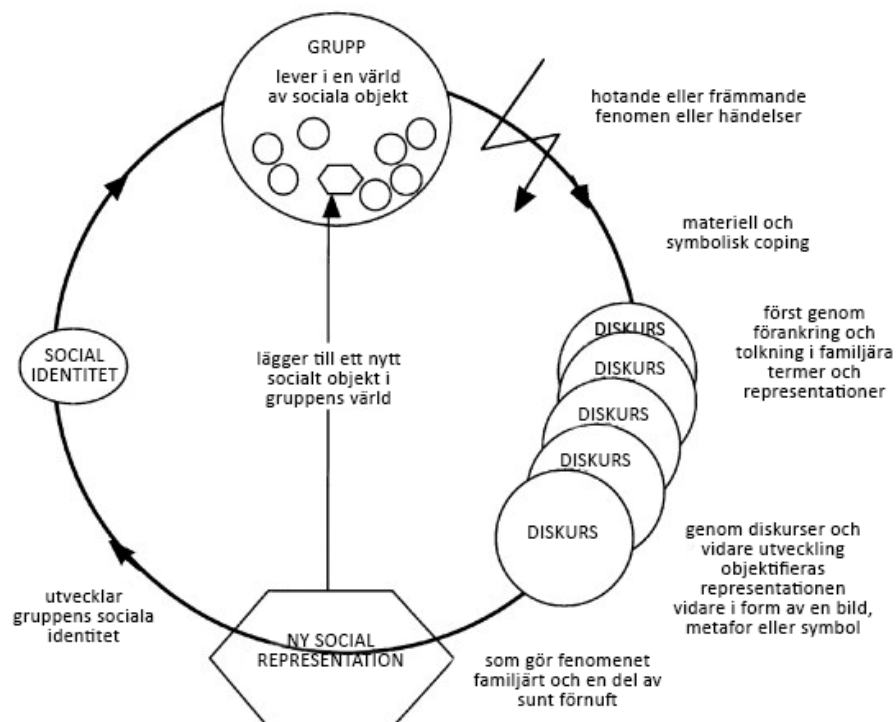 GRUPP
lever i en värld
av sociala objekt
hotande eller främmande
fenomen eller händelser
materiell och
symbolisk coping
DISKURS
DISKURS
DISKURS
DISKURS
DISKURS
först genom
förankring och
tolkning i familjära
termer och
representationer
genom diskurser och
vidare utveckling
objektifieras
representationen
vidare i form av en bild,
metafor eller symbol
NY SOCIAL
REPRESENTATION
som gör fenomenet
familjärt och en del av
sunt förnuft
lägger till ett nytt
socialt objekt i
gruppens värld
utvecklar
gruppens sociala
identitet
SOCIAL
IDENTITET